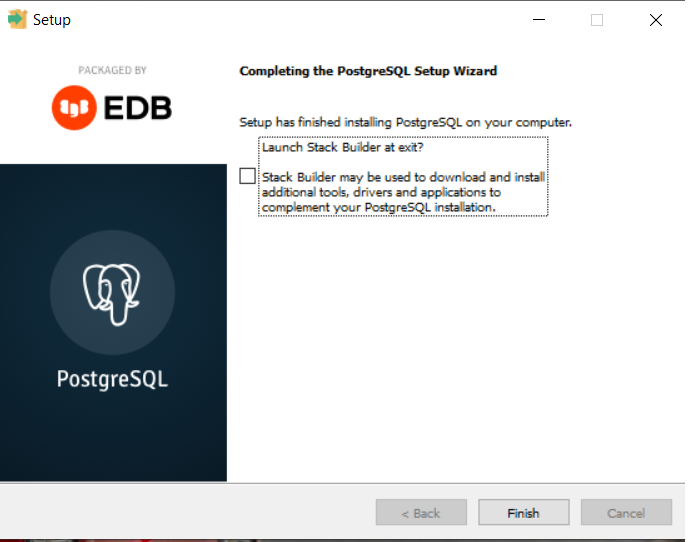 Setup
PACKAGED BY
EDB
Completing the PostgreSQL Setup Wizard
Setup has finished installing PostgreSQL on your computer.
Launch Stack Builder at exit?
Stack Builder may be used to download and install
additional tools, drivers and applications to
complement your PostgreSQL installation.
PostgreSQL
< Back
Finish
Cancel